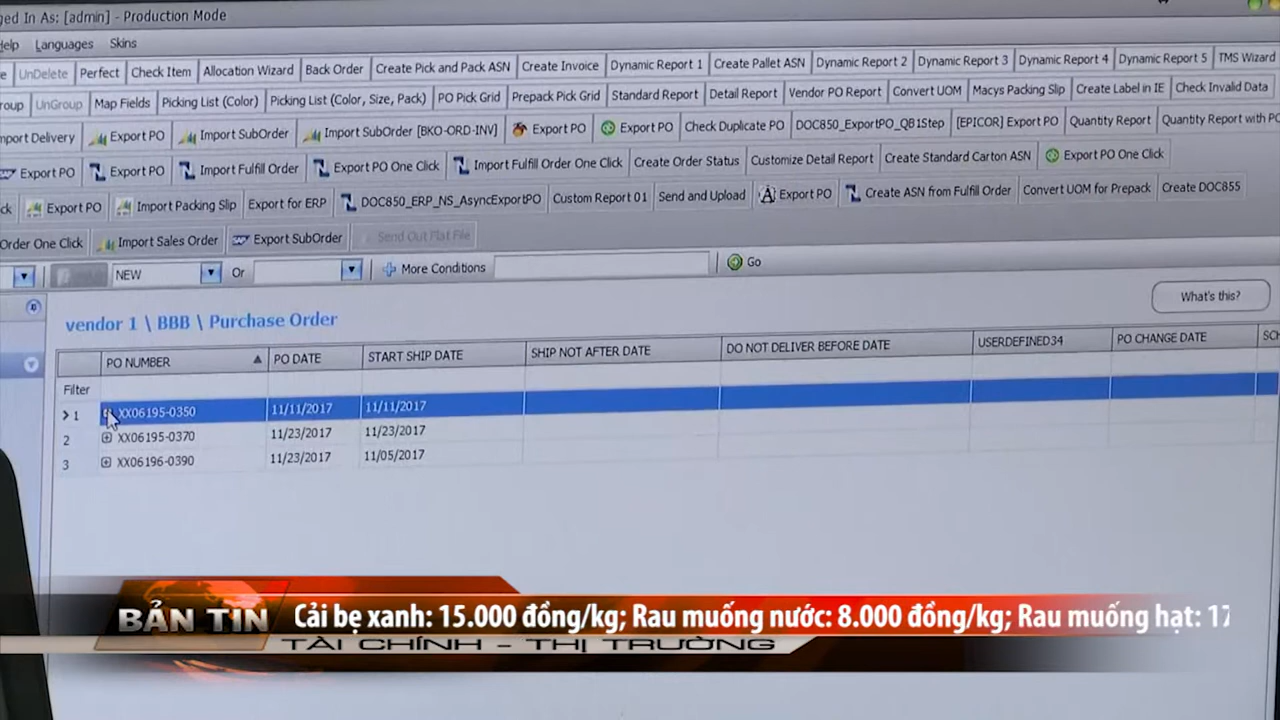 ged In As: [admin] - Production Mode
Help Languages Skins
UnDelete Perfect Check Item Allocation Wizard Back Order Create Pick and Pack ASN Create Invoice Dynamic Report 1 Create Pallet ASN Dynamic Report 2 Dynamic Report 3 Dynamic Report 4 Dynamic Report 5 TMS Wizard
roup UnGroup Map Fields Picking List (Color) Picking List (Color, Size, Pack) PO Pick Grid Prepack Pick Grid Standard Report Detail Report Vendor PO Report Convert UOM Macys Packing Slip Create Label in IE Check Invalid Data
mport Delivery Export PO Import SubOrder Import SubOrder [BKO-ORD-INV] Export PO Export PO Check Duplicate PO DOC850_ExportPO_QB1Step [EPICOR] Export PO Quantity Report Quantity Report with PO
Export PO Export PO Import Fulfill Order Export PO One Click Import Fulfill Order One Click Create Order Status Customize Detail Report Create Standard Carton ASN Export PO One Click
ck Export PO Import Packing Slip Export for ERP DOC850_ERP_NS_AsyncExportPO Custom Report 01 Send and Upload Export PO Create ASN from Fulfill Order Convert UOM for Prepack Create DOC855
Order One Click Import Sales Order Export SubOrder Send Out Flat File
NEW Or More Conditions Go
What's this?
vendor 1 \ BBB \ Purchase Order
PO NUMBER PO DATE START SHIP DATE SHIP NOT AFTER DATE DO NOT DELIVER BEFORE DATE USERDEFINED34 PO CHANGE DATE SCH
Filter
1 XX06195-0350 11/11/2017 11/11/2017
2 XX06195-0370 11/23/2017 11/23/2017
3 XX06196-0390 11/23/2017 11/05/2017
BẢN TIN Cải bẹ xanh: 15.000 đồng/kg; Rau muống nước: 8.000 đồng/kg; Rau muống hạt: 17
TÀI CHÍNH - THỊ TRƯỜNG